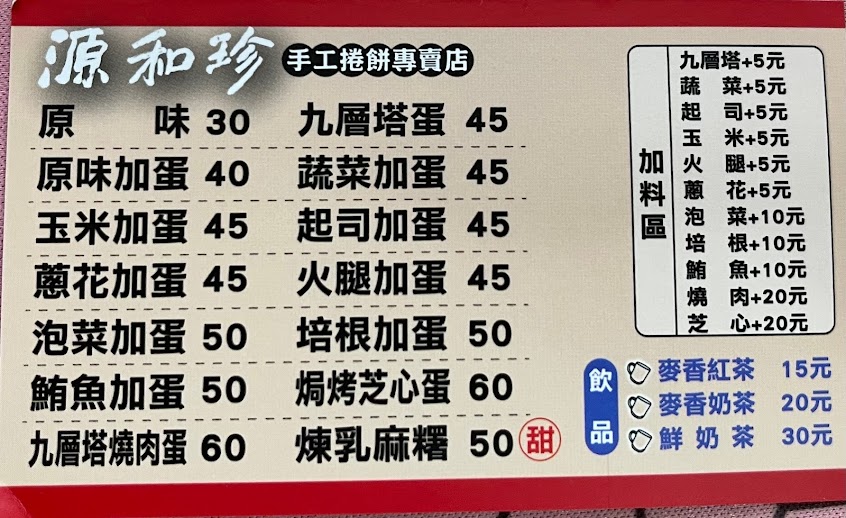 源和珍 手工捲餅專賣店
原味 30
原味加蛋 40
玉米加蛋 45
蔥花加蛋 45
泡菜加蛋 50
鮪魚加蛋 50
九層塔燒肉蛋 60
九層塔蛋 45
蔬菜加蛋 45
起司加蛋 45
火腿加蛋 45
培根加蛋 50
焗烤芝心蛋 60
煉乳麻糬 50 甜
加料區
九層塔+5元
蔬菜+5元
起司+5元
玉米+5元
火腿+5元
蔥花+5元
泡菜+10元
培根+10元
鮪魚+10元
燒肉+20元
芝心+20元
飲品
麥香紅茶 15元
麥香奶茶 20元
鮮奶茶 30元